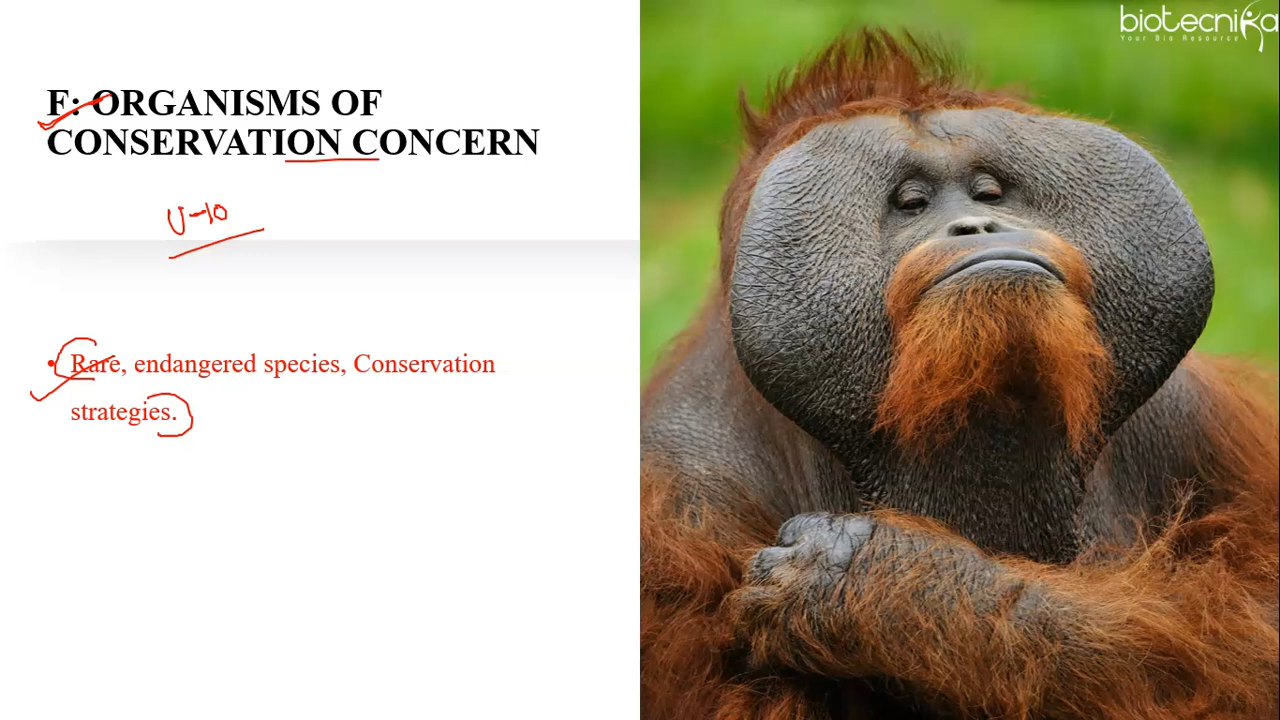 biotecnika
Your Bio Resource
F: ORGANISMS OF
CONSERVATION CONCERN
U-10
• Rare, endangered species, Conservation
strategies.